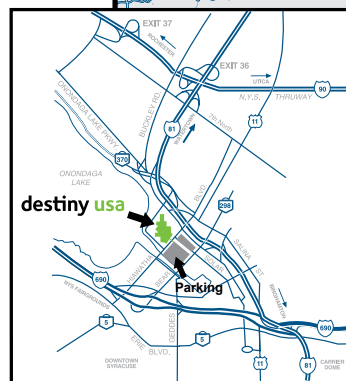 EXIT 37
ROCHESTER
EXIT 36
UTICA
N.Y.S. THRUWAY
90
BUCKLEY RD.
81
WATERTOWN
7th North
11
ONONDAGA LAKE PKWY
370
ONONDAGA
LAKE
BLVD
298
destiny usa
HIAWATHA
BEAR
SOLAR
SALINA ST
Parking
BINGHAMTON
690
NYS FAIRGROUNDS
690
5
ERIE BLVD.
GEDDES
5
11
81
DOWNTOWN
SYRACUSE
CARRIER
DOME